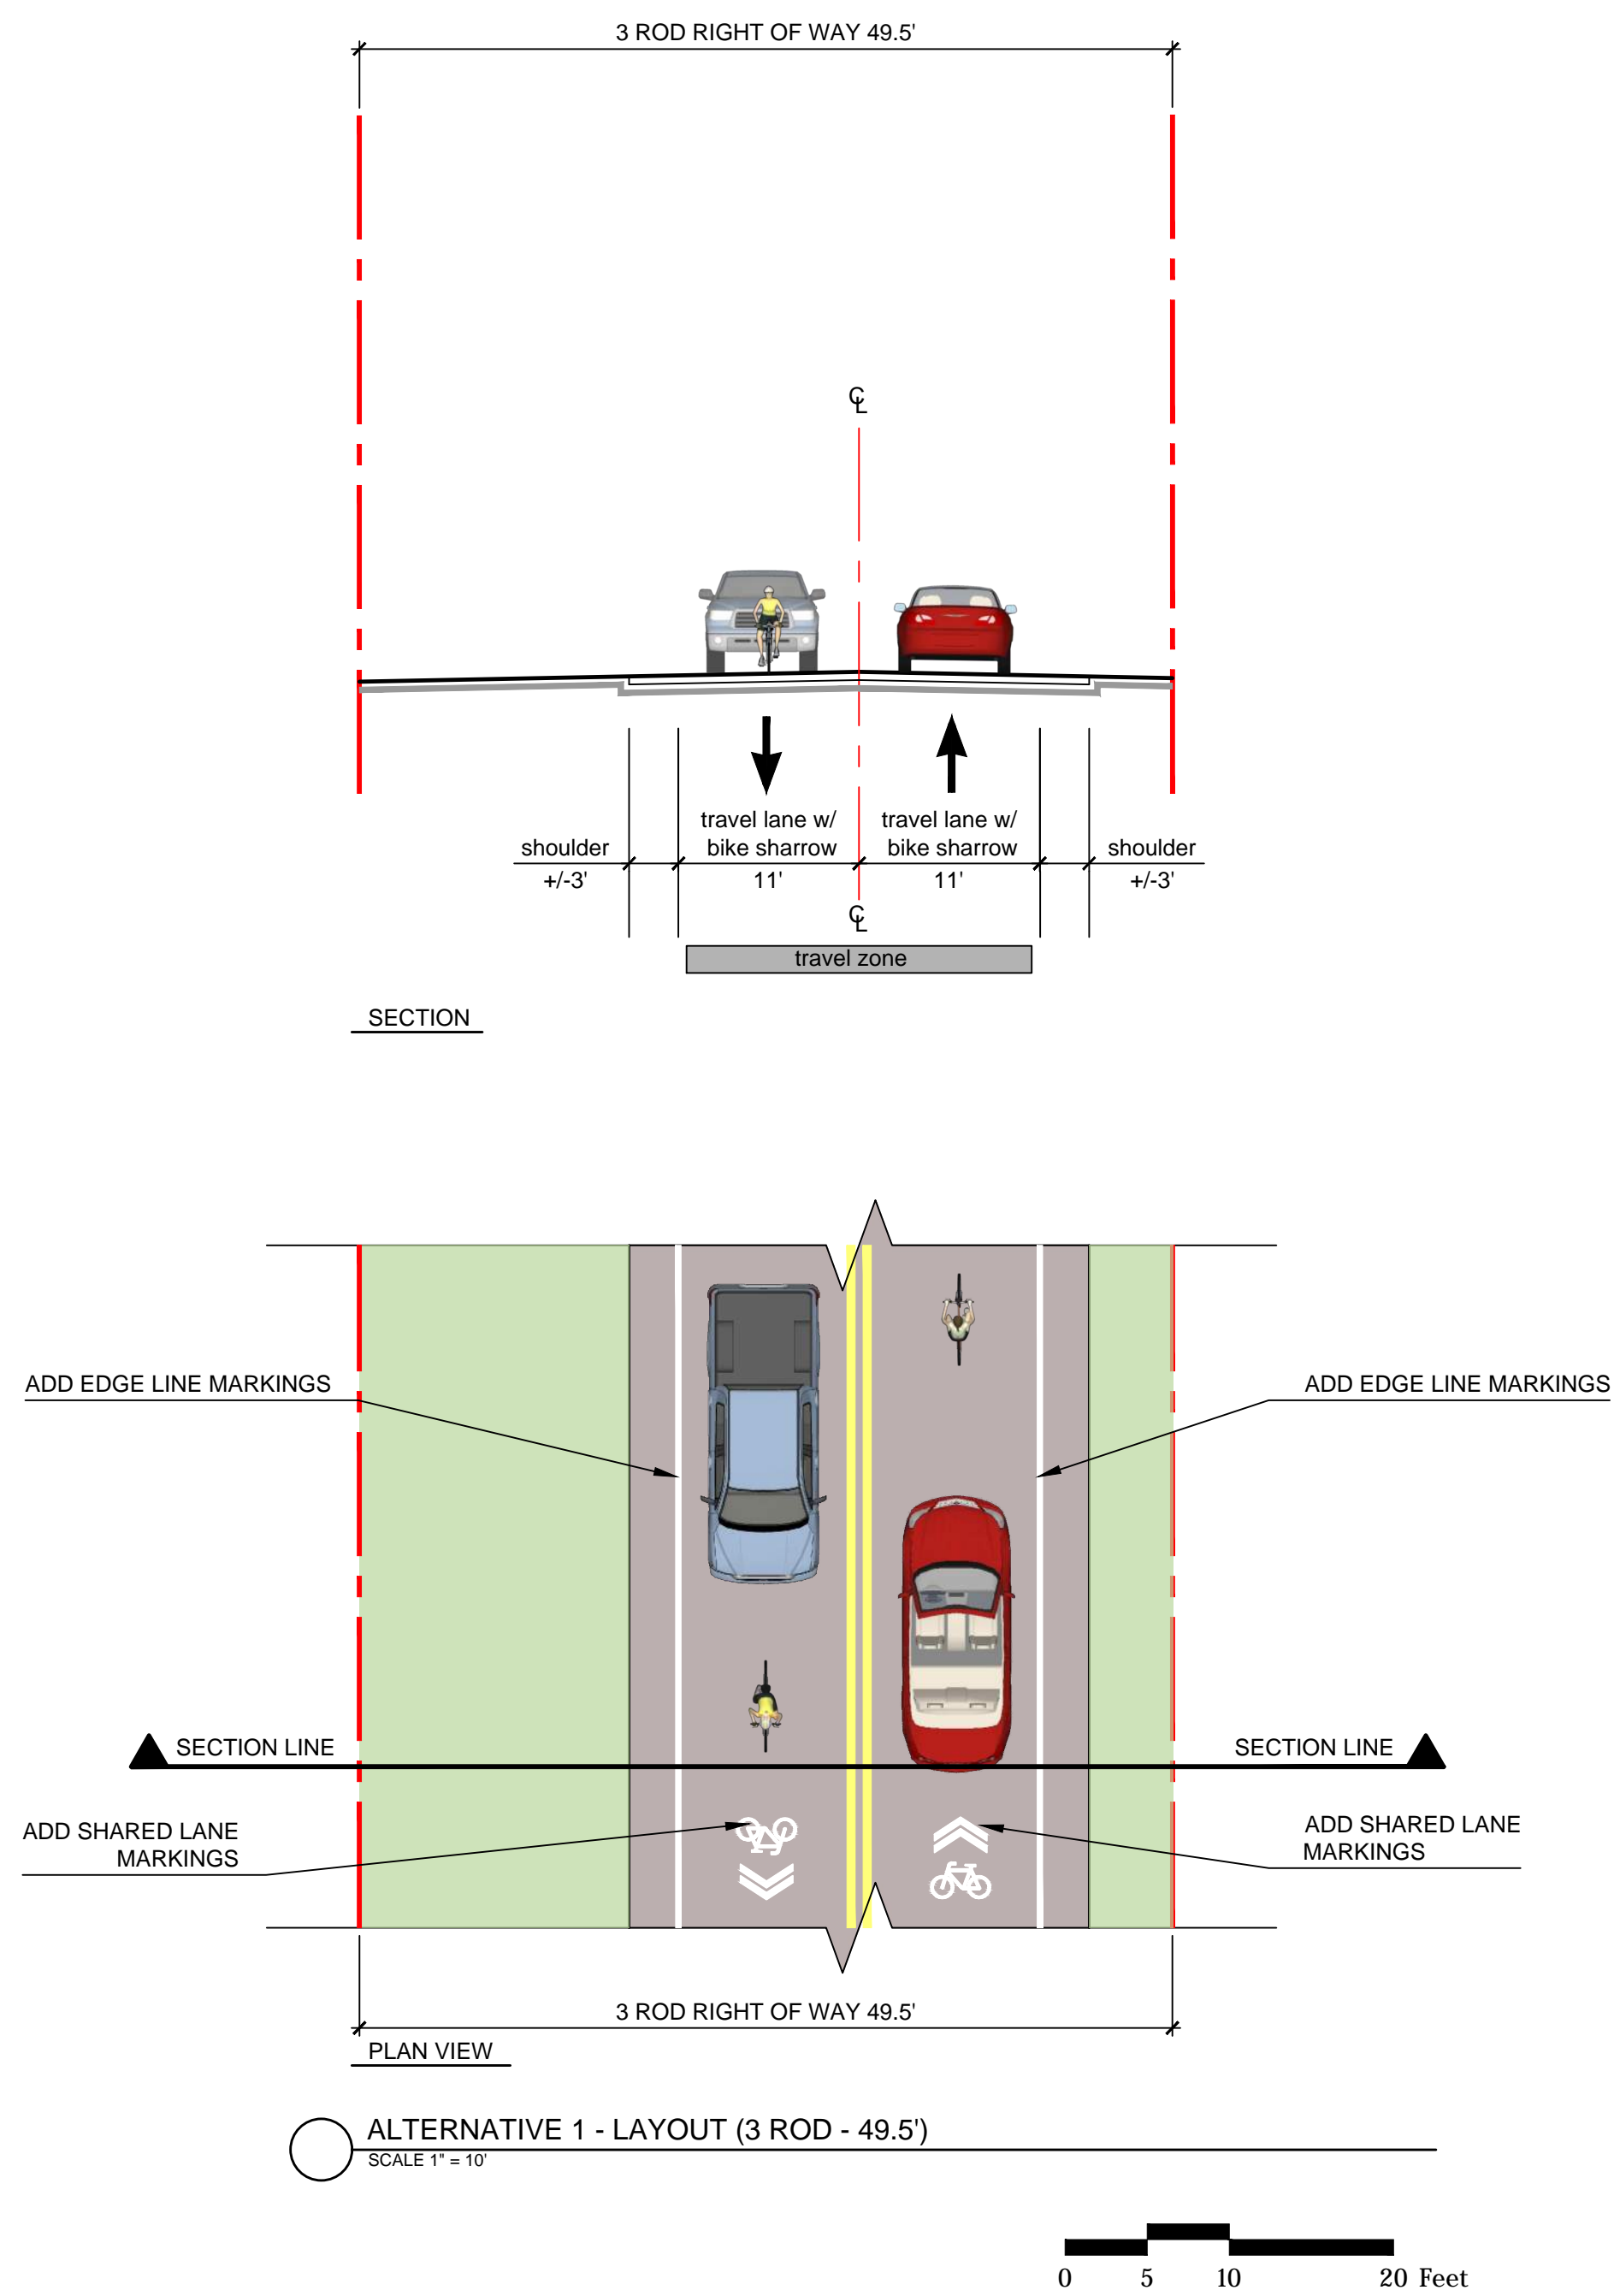 3 ROD RIGHT OF WAY 49.5'
℄
travel lane w/ travel lane w/
shoulder bike sharrow bike sharrow shoulder
+/-3' 11' 11' +/-3'
℄
travel zone
SECTION
ADD EDGE LINE MARKINGS ADD EDGE LINE MARKINGS
SECTION LINE SECTION LINE
ADD SHARED LANE
MARKINGS
ADD SHARED LANE
MARKINGS
3 ROD RIGHT OF WAY 49.5'
PLAN VIEW
ALTERNATIVE 1 - LAYOUT (3 ROD - 49.5')
SCALE 1" = 10'
0 5 10 20 Feet